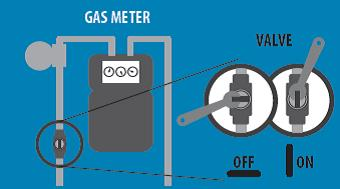 GAS METER
VALVE
OFF
ON